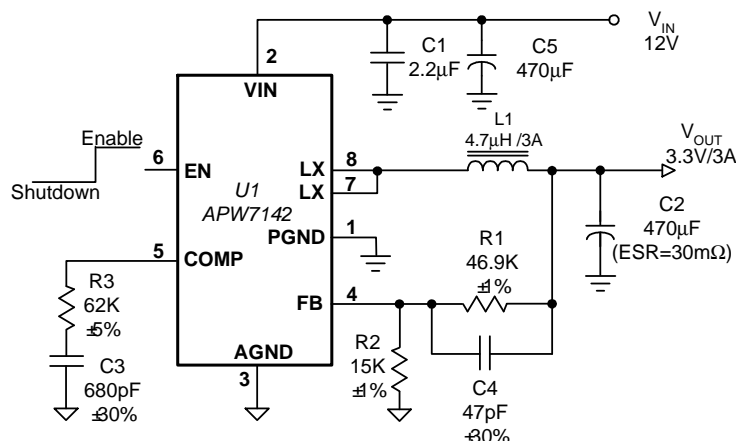 V_IN
12V
C1
2.2µF
C5
470µF
2
VIN
L1
4.7µH /3A
V_OUT
3.3V/3A
Enable
Shutdown
6
EN
LX
8
LX
7
U1
APW7142
C2
470µF
(ESR=30mΩ)
PGND
1
5
COMP
R1
46.9K
±1%
R3
62K
±5%
FB
4
AGND
3
R2
15K
±1%
C3
680pF
±30%
C4
47pF
±30%